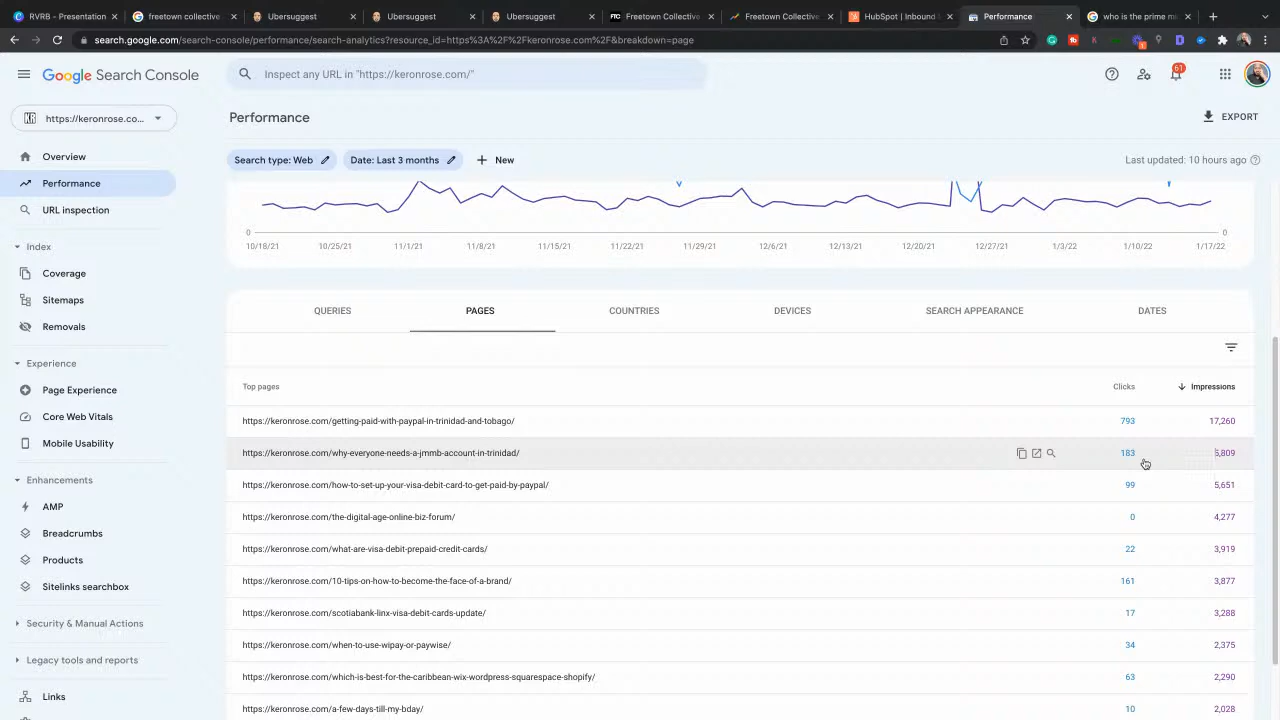 RVRB - Presentation
freetown collective
Ubersuggest
Ubersuggest
Ubersuggest
Freetown Collective
Freetown Collective
HubSpot | Inbound
Performance
who is the prime mi
search.google.com/search-console/performance/search-analytics?resource_id=https%3A%2F%2Fkeronrose.com%2F&breakdown=page
Google Search Console
Inspect any URL in "https://keronrose.com/"
61
https://keronrose.co...
Performance
EXPORT
Search type: Web
Date: Last 3 months
New
Last updated: 10 hours ago
Overview
Performance
URL inspection
Index
Coverage
Sitemaps
Removals
Experience
Page Experience
Core Web Vitals
Mobile Usability
Enhancements
AMP
Breadcrumbs
Products
Sitelinks searchbox
Security & Manual Actions
Legacy tools and reports
Links
0
0
10/18/21 10/25/21 11/1/21 11/8/21 11/15/21 11/22/21 11/29/21 12/6/21 12/13/21 12/20/21 12/27/21 1/3/22 1/10/22 1/17/22
QUERIES PAGES COUNTRIES DEVICES SEARCH APPEARANCE DATES
Top pages Clicks Impressions
https://keronrose.com/getting-paid-with-paypal-in-trinidad-and-tobago/ 793 17,260
https://keronrose.com/why-everyone-needs-a-jmmb-account-in-trinidad/ 183 5,809
https://keronrose.com/how-to-set-up-your-visa-debit-card-to-get-paid-by-paypal/ 99 5,651
https://keronrose.com/the-digital-age-online-biz-forum/ 0 4,277
https://keronrose.com/what-are-visa-debit-prepaid-credit-cards/ 22 3,919
https://keronrose.com/10-tips-on-how-to-become-the-face-of-a-brand/ 161 3,877
https://keronrose.com/scotiabank-linx-visa-debit-cards-update/ 17 3,288
https://keronrose.com/when-to-use-wipay-or-paywise/ 34 2,375
https://keronrose.com/which-is-best-for-the-caribbean-wix-wordpress-squarespace-shopify/ 63 2,290
https://keronrose.com/a-few-days-till-my-bday/ 10 2,028